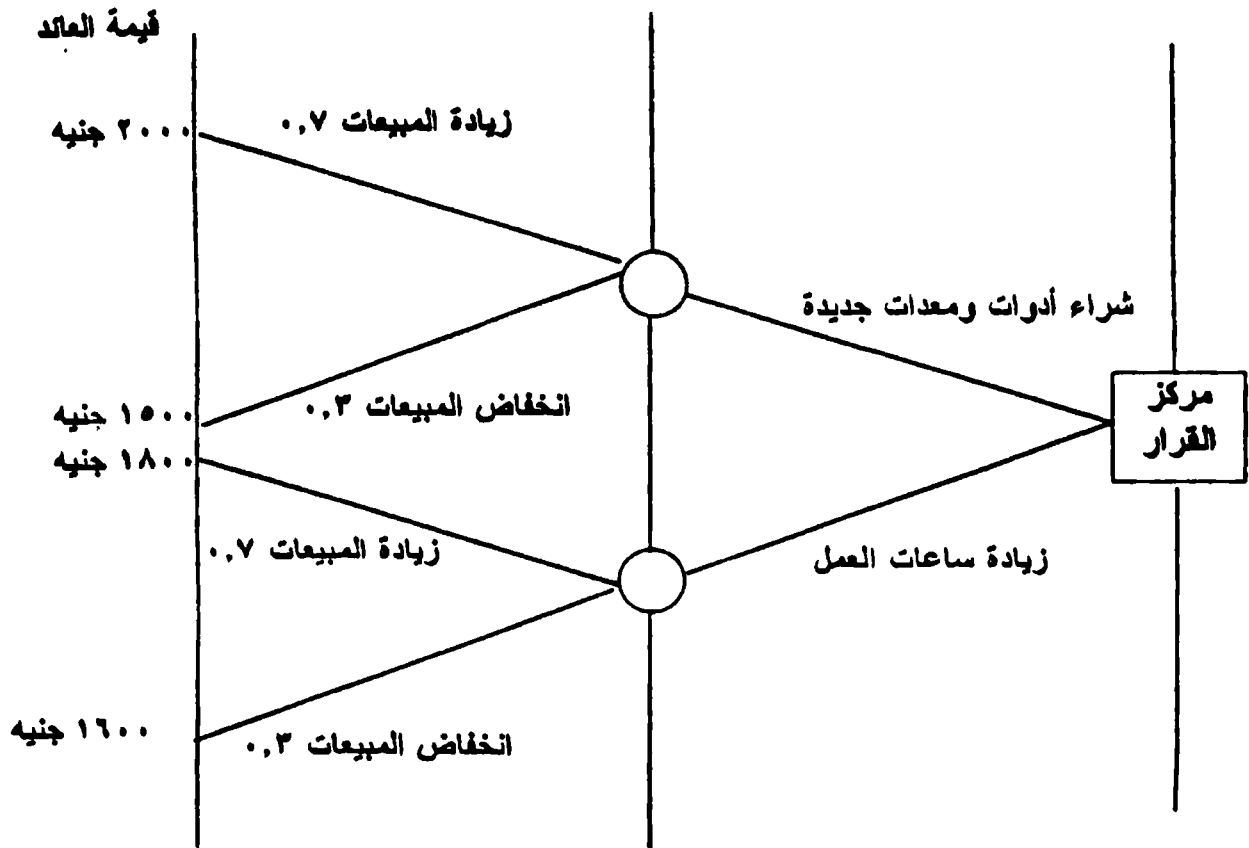 قيمة العائد
زيادة المبيعات ٠,٧
٢٠٠٠ جنيه
شراء أدوات ومعدات جديدة
مركز
القرار
انخفاض المبيعات ٠,٣
١٥٠٠ جنيه
١٨٠٠ جنيه
زيادة المبيعات ٠,٧
زيادة ساعات العمل
انخفاض المبيعات ٠,٣
١٦٠٠ جنيه